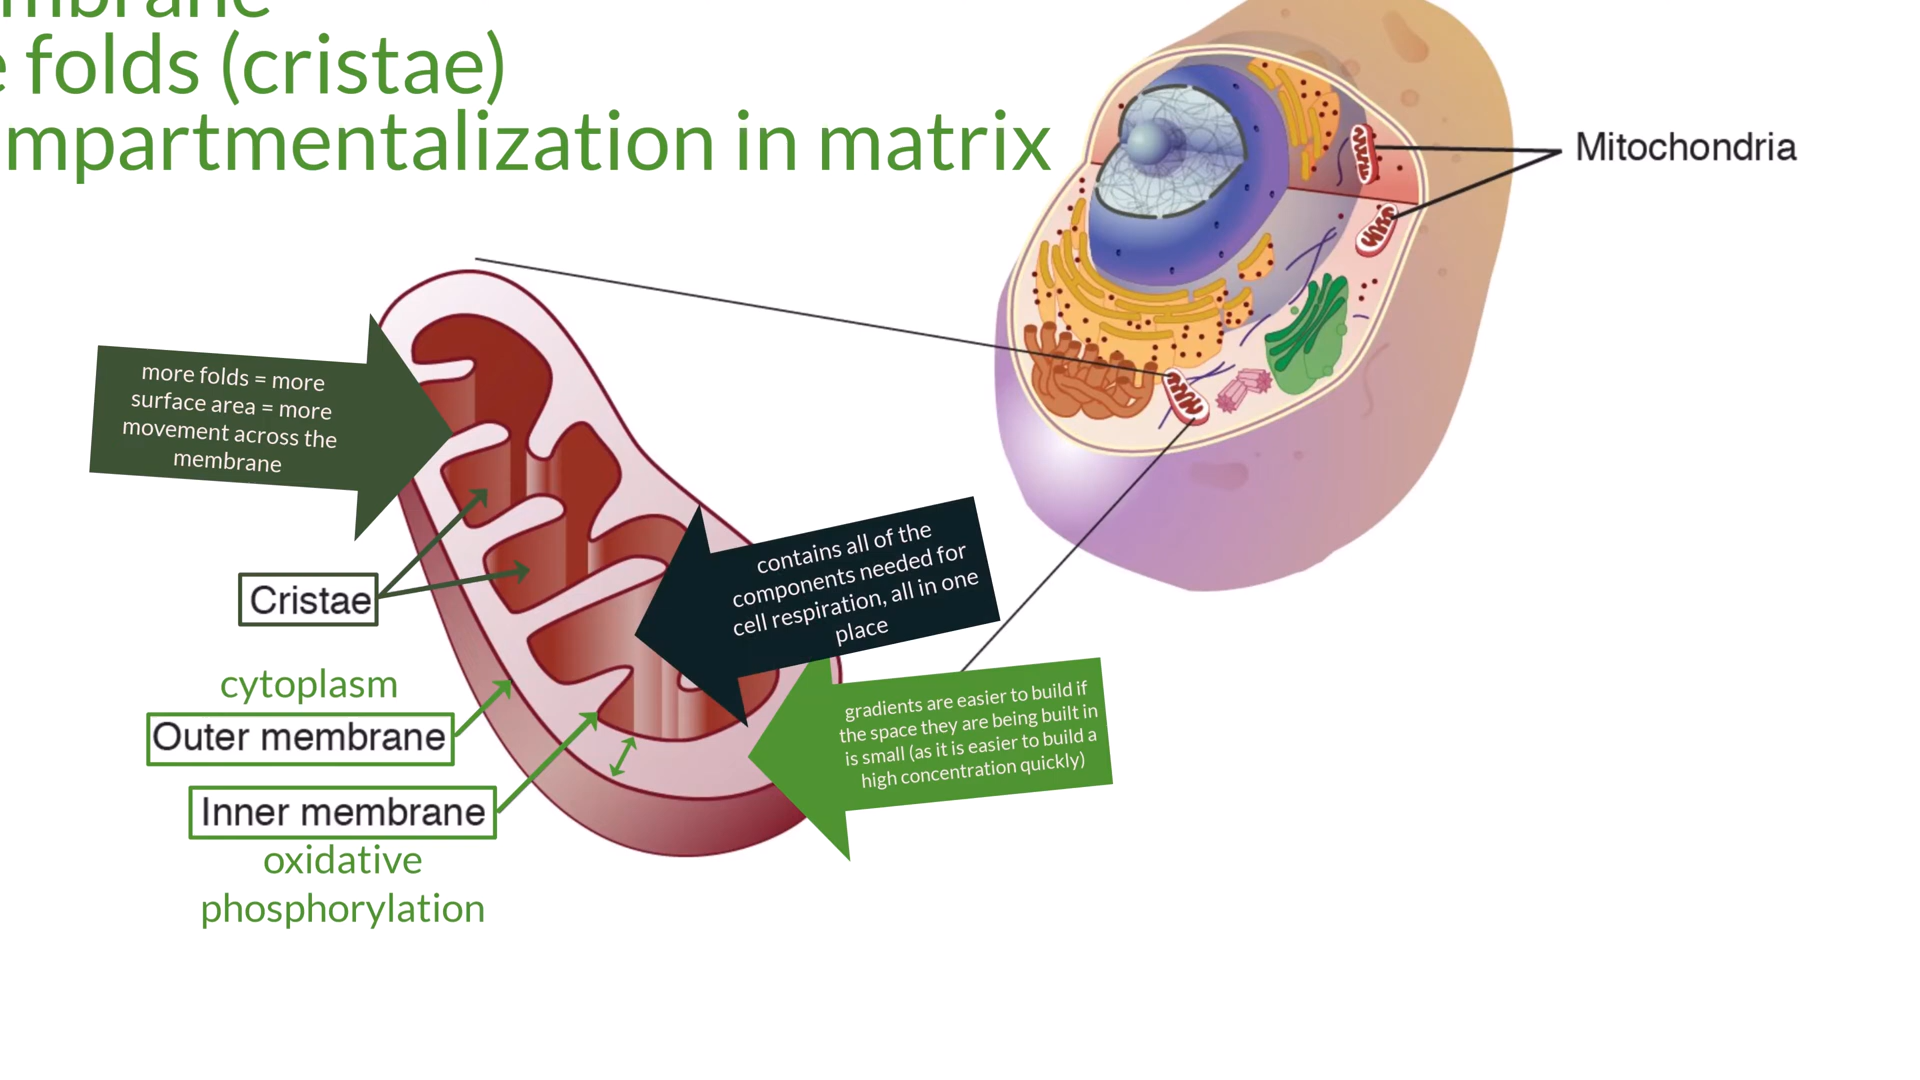 mbrane
e folds (cristae)
mpartmentalization in matrix
Mitochondria
more folds = more
surface area = more
movement across the
membrane
contains all of the
components needed for
cell respiration, all in one
place
Cristae
cytoplasm
Outer membrane
gradients are easier to build if
the space they are being built in
is small (as it is easier to build a
high concentration quickly)
Inner membrane
oxidative
phosphorylation